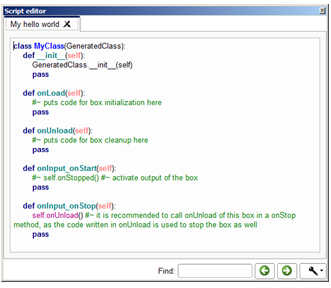 Script editor
My hello world
class MyClass(GeneratedClass):
def __init__(self):
GeneratedClass.__init__(self)
pass
def onLoad(self):
#~ puts code for box initialization here
pass
def onUnload(self):
#~ puts code for box cleanup here
pass
def onInput_onStart(self):
#~ self.onStopped() #~ activate output of the box
pass
def onInput_onStop(self):
self.onUnload() #~ it is recommended to call onUnload of this box in a onStop
method, as the code written in onUnload is used to stop the box as well
pass
Find: